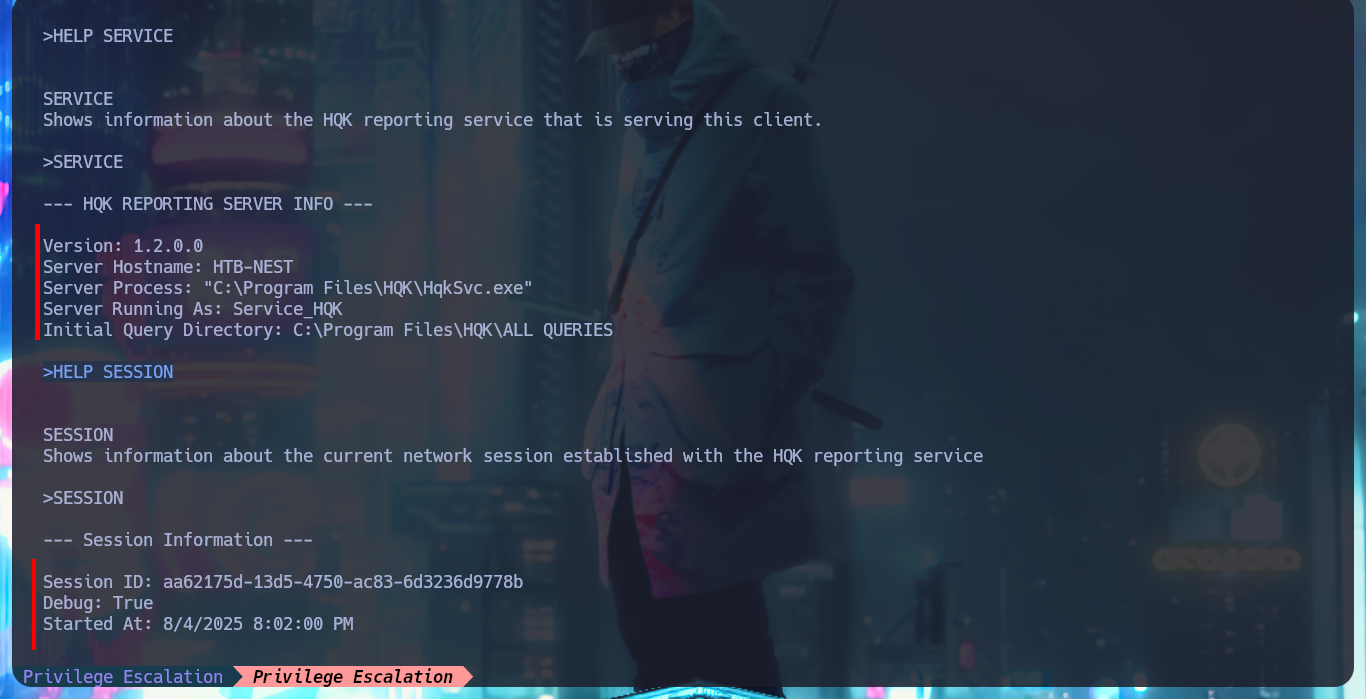 >HELP SERVICE
SERVICE
Shows information about the HQK reporting service that is serving this client.
>SERVICE
--- HQK REPORTING SERVER INFO ---
Version: 1.2.0.0
Server Hostname: HTB-NEST
Server Process: "C:\Program Files\HQK\HqkSvc.exe"
Server Running As: Service_HQK
Initial Query Directory: C:\Program Files\HQK\ALL QUERIES
>HELP SESSION
SESSION
Shows information about the current network session established with the HQK reporting service
>SESSION
--- Session Information ---
Session ID: aa62175d-13d5-4750-ac83-6d3236d9778b
Debug: True
Started At: 8/4/2025 8:02:00 PM
Privilege Escalation Privilege Escalation